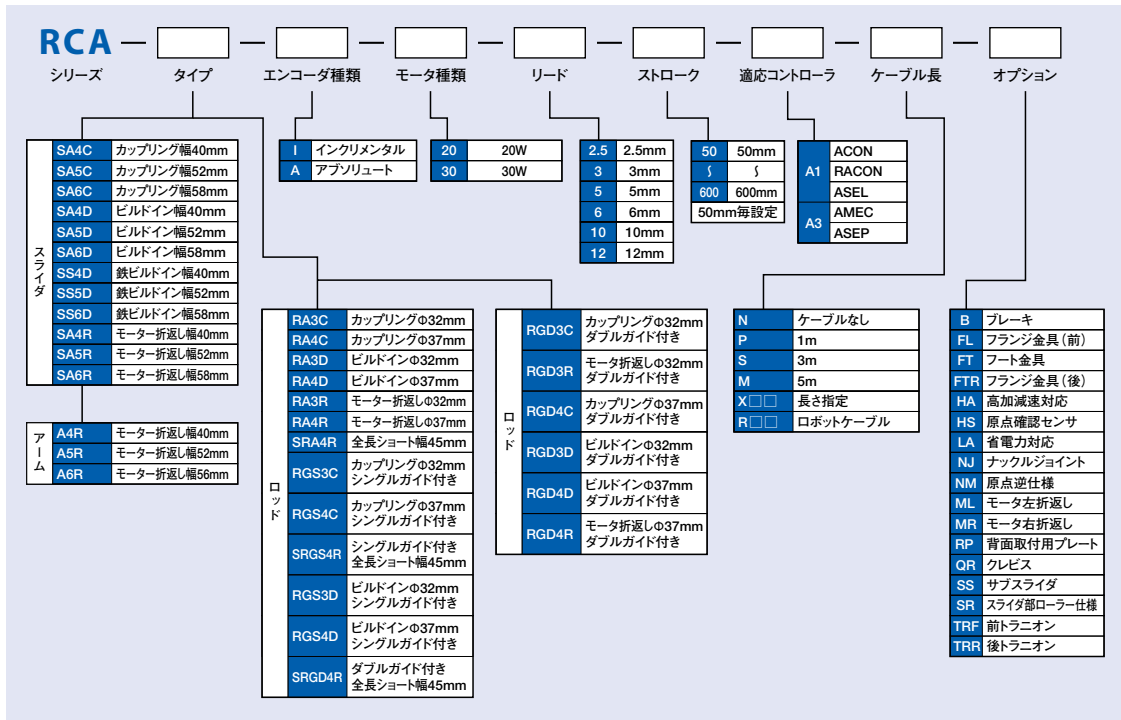 RCA － － － － － － － －
シリーズ タイプ エンコーダ種類 モータ種類 リード ストローク 適応コントローラ ケーブル長 オプション
スライダ
SA4C カップリング幅40mm
SA5C カップリング幅52mm
SA6C カップリング幅58mm
SA4D ビルドイン幅40mm
SA5D ビルドイン幅52mm
SA6D ビルドイン幅58mm
SS4D 鉄ビルドイン幅40mm
SS5D 鉄ビルドイン幅52mm
SS6D 鉄ビルドイン幅58mm
SA4R モーター折返し幅40mm
SA5R モーター折返し幅52mm
SA6R モーター折返し幅58mm
アーム
A4R モーター折返し幅40mm
A5R モーター折返し幅52mm
A6R モーター折返し幅56mm
ロッド
RA3C カップリングΦ32mm
RA4C カップリングΦ37mm
RA3D ビルドインΦ32mm
RA4D ビルドインΦ37mm
RA3R モーター折返しΦ32mm
RA4R モーター折返しΦ37mm
SRA4R 全長ショート幅45mm
RGS3C カップリングΦ32mm
シングルガイド付き
RGS4C カップリングΦ37mm
シングルガイド付き
SRGS4R シングルガイド付き
全長ショート幅45mm
RGS3D ビルドインΦ32mm
シングルガイド付き
RGS4D ビルドインΦ37mm
シングルガイド付き
SRGD4R ダブルガイド付き
全長ショート幅45mm
ロッド
RGD3C カップリングΦ32mm
ダブルガイド付き
RGD3R モータ折返しΦ32mm
ダブルガイド付き
RGD4C カップリングΦ37mm
ダブルガイド付き
RGD3D ビルドインΦ32mm
ダブルガイド付き
RGD4D ビルドインΦ37mm
ダブルガイド付き
RGD4R モータ折返しΦ37mm
ダブルガイド付き
I インクリメンタル
A アブソリュート
20 20W
30 30W
2.5 2.5mm
3 3mm
5 5mm
6 6mm
10 10mm
12 12mm
50 50mm
〜 〜
600 600mm
50mm毎設定
A1 ACON
RACON
ASEL
A3 AMEC
ASEP
N ケーブルなし
P 1m
S 3m
M 5m
X□□ 長さ指定
R□□ ロボットケーブル
B ブレーキ
FL フランジ金具（前）
FT フート金具
FTR フランジ金具（後）
HA 高加減速対応
HS 原点確認センサ
LA 省電力対応
NJ ナックルジョイント
NM 原点逆仕様
ML モータ左折返し
MR モータ右折返し
RP 背面取付用プレート
QR クレビス
SS サブスライダ
SR スライダ部ローラー仕様
TRF 前トラニオン
TRR 後トラニオン